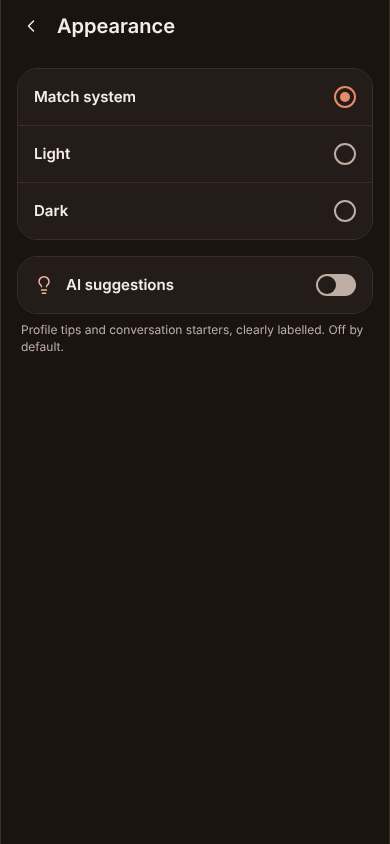 Appearance
Match system
Light
Dark
AI suggestions
Profile tips and conversation starters, clearly labelled. Off by
default.